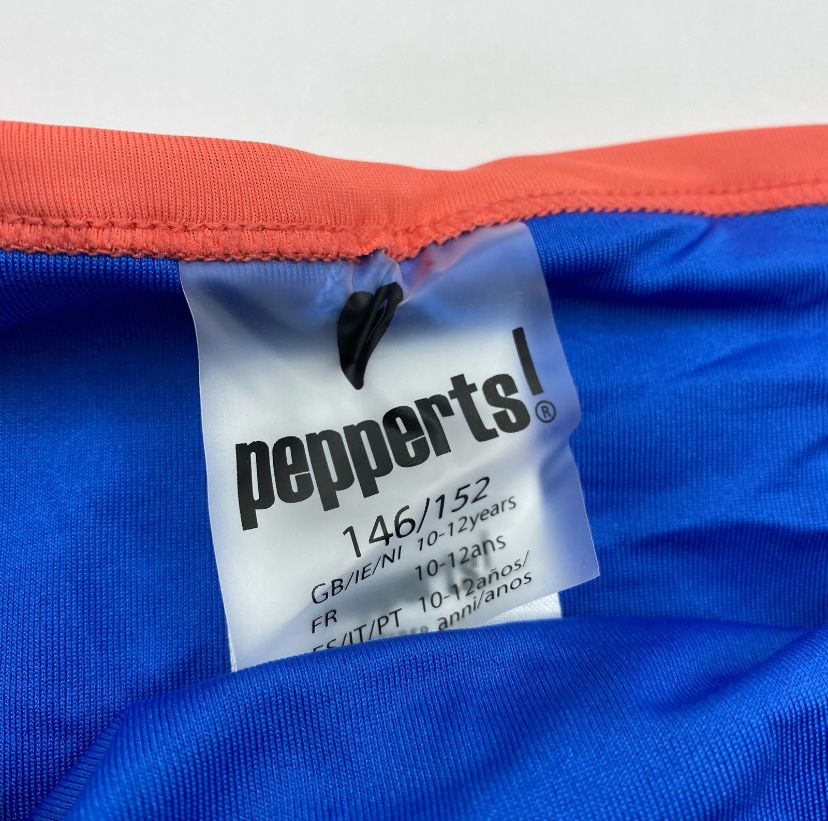 pepperts!®
146/152
GB/IE/NI 10-12years
FR 10-12ans
ES/IT/PT 10-12años/
anni/anos